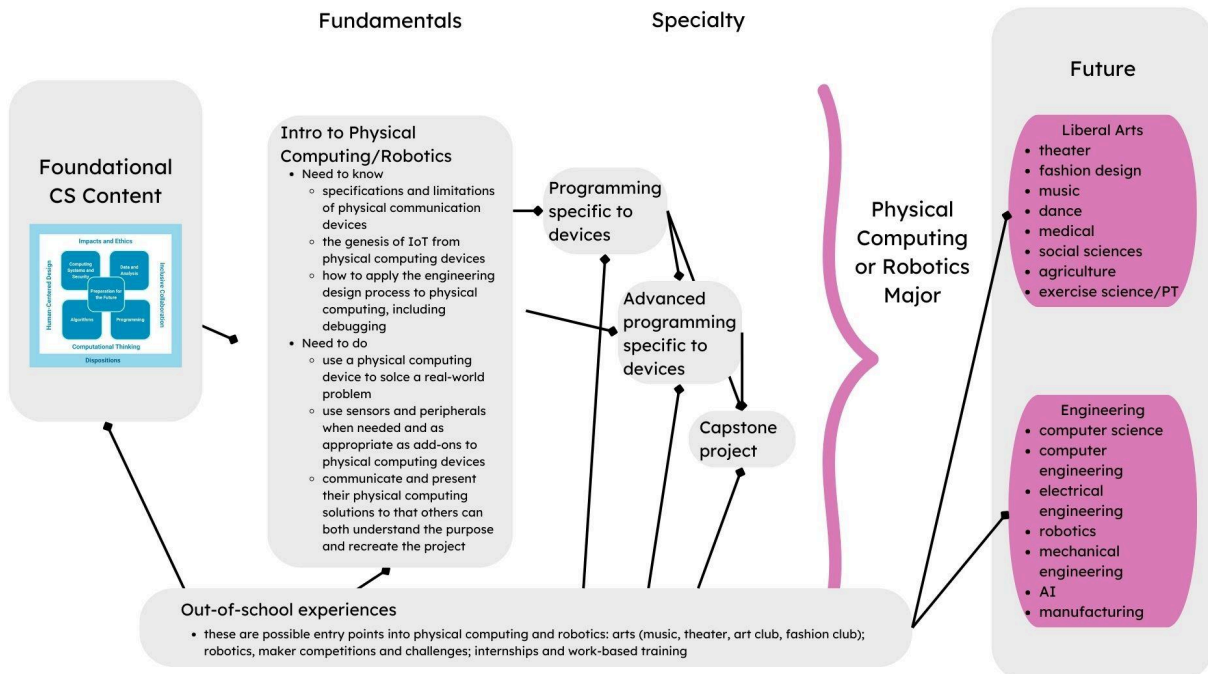 Fundamentals
Specialty
Future
Foundational
CS Content
Impacts and Ethics
Human-Centered Design
Computing
Systems and
Security
Data and
Analysis
Preparation for
the Future
Algorithms
Programming
Inclusive Collaboration
Computational Thinking
Dispositions
Intro to Physical
Computing/Robotics
• Need to know
specifications and limitations
of physical communication
devices
the genesis of IoT from
physical computing devices
how to apply the engineering
design process to physical
computing, including
debugging
• Need to do
use a physical computing
device to solce a real-world
problem
use sensors and peripherals
when needed and as
appropriate as add-ons to
physical computing devices
communicate and present
their physical computing
solutions to that others can
both understand the purpose
and recreate the project
Programming
specific to
devices
Advanced
programming
specific to
devices
Capstone
project
Physical
Computing
or Robotics
Major
Liberal Arts
• theater
• fashion design
• music
• dance
• medical
• social sciences
• agriculture
• exercise science/PT
Engineering
• computer science
• computer
engineering
• electrical
engineering
• robotics
• mechanical
engineering
• AI
• manufacturing
Out-of-school experiences
• these are possible entry points into physical computing and robotics: arts (music, theater, art club, fashion club);
robotics, maker competitions and challenges; internships and work-based training